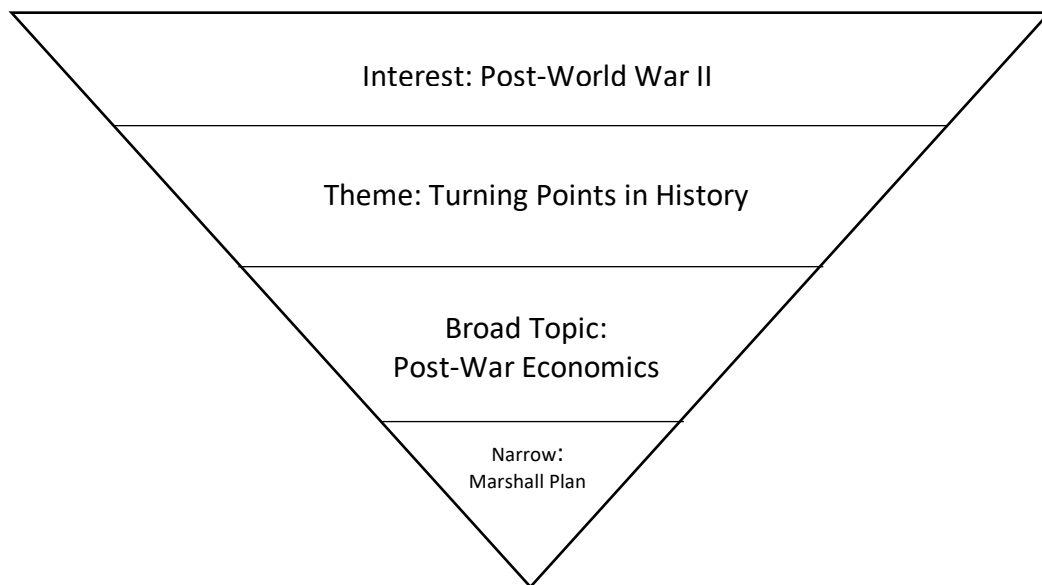 Interest: Post-World War II
Theme: Turning Points in History
Broad Topic:
Post-War Economics
Narrow:
Marshall Plan